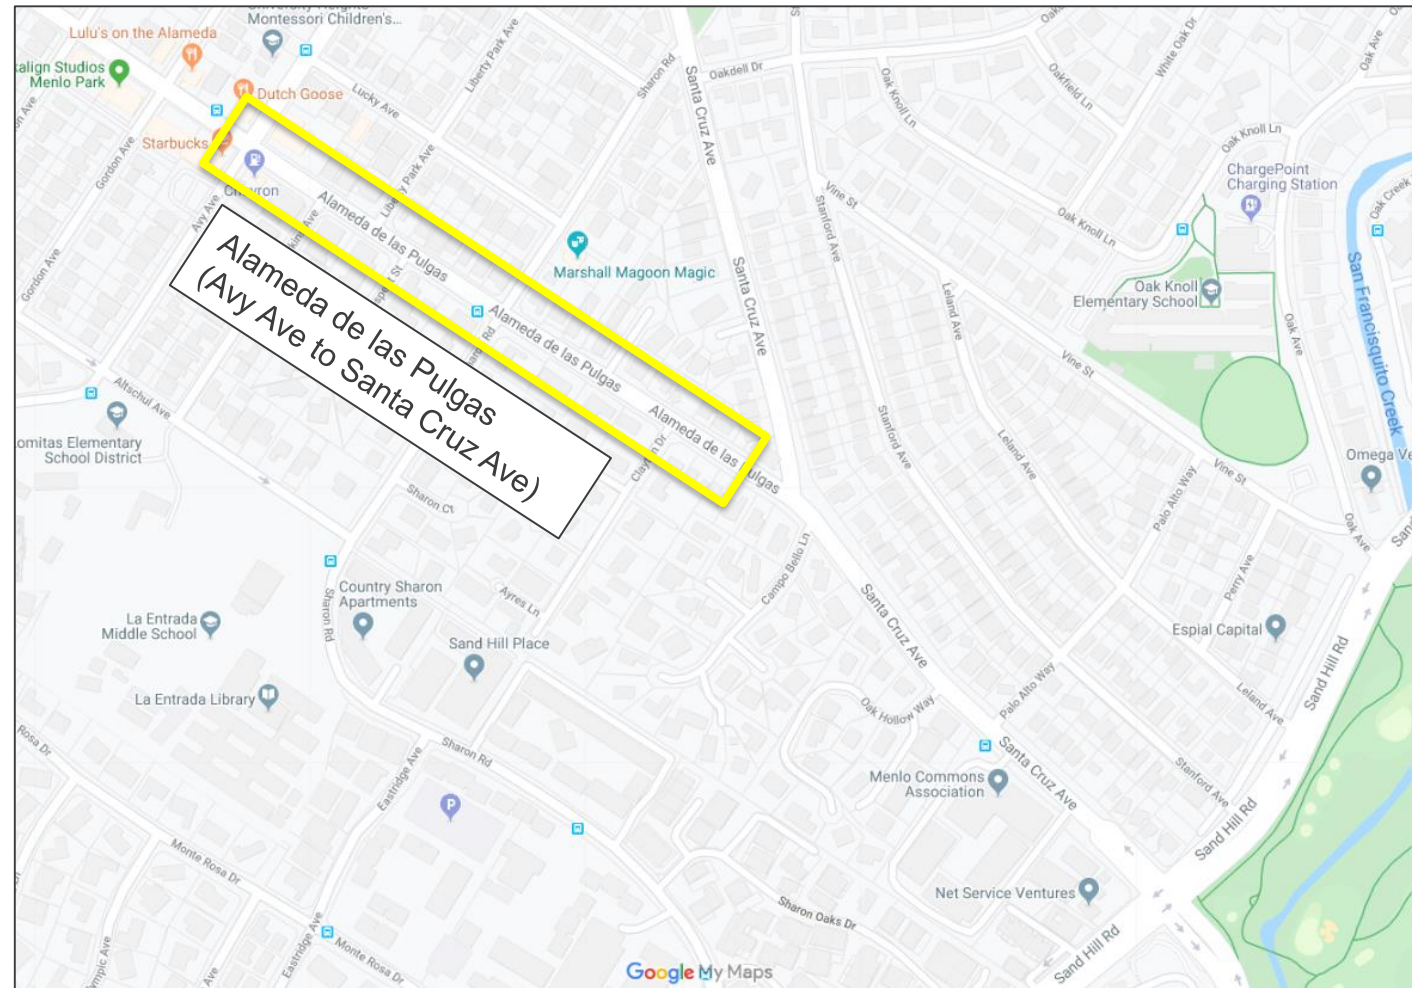 Montessori Children's...
Lulu's on the Alameda
Menlo Park
Dutch Goose
Lucky Ave
Liberty Park Ave
Sharon Rd
Santa Cruz Ave
Oakdell Dr
Oak Knoll Ln
Oakfield Ln
White Oak Dr
Oak Ave
Oak Knoll Ln
ChargePoint
Charging Station
Oak Creek
Starbucks
Gordon Ave
Avy Ave
Alameda de las Pulgas
Vine St
Stanford Ave
Oak Knoll Ln
Marshall Magoon Magic
Santa Cruz Ave
Oak Knoll
Elementary School
San Francisquito Creek
Gordon Ave
Alameda de las Pulgas
(Avy Ave to Santa Cruz Ave)
Alameda de las Pulgas
Leland Ave
Oak Ave
Vine St
Altschul Ave
School District
Alameda de las
Clayton Dr
Stanford Ave
Leland Ave
Palo Alto Way
Vine St
Oak Ave
Sharon Ct
Campo Bello Ln
Country Sharon
Apartments
Sharon Rd
Ayres Ln
La Entrada
Middle School
Sand Hill Place
Santa Cruz Ave
Perry Ave
Espial Capital
Sand Hill Rd
La Entrada Library
Oak Hollow Way
Palo Alto Way
Leland Ave
Rosa Dr
Sharon Rd
Eastridge Ave
P
Menlo Commons
Association
Santa Cruz Ave
Stanford Ave
Sand Hill Rd
Monte Rosa Dr
Net Service Ventures
Sharon Oaks Dr
Eastridge Ave
Monte Rosa Dr
Sand Hill Rd
Google My Maps